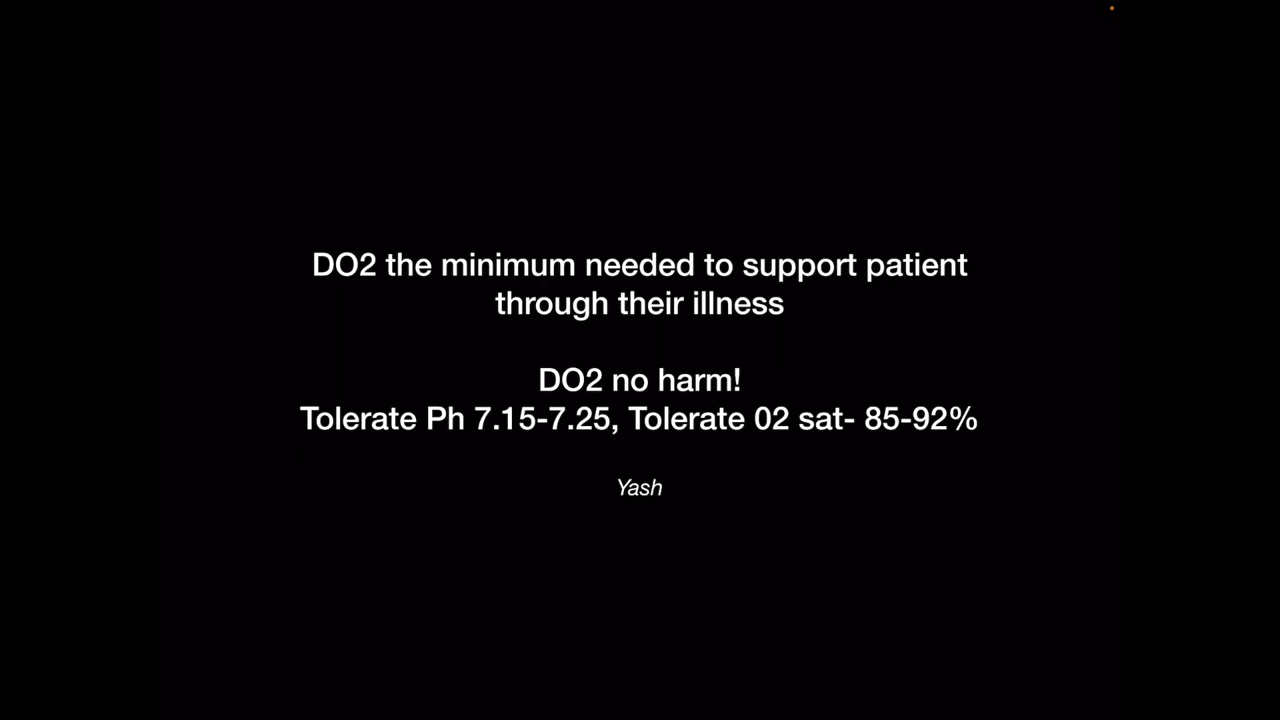 DO2 the minimum needed to support patient
through their illness
DO2 no harm!
Tolerate Ph 7.15-7.25, Tolerate 02 sat- 85-92%
Yash